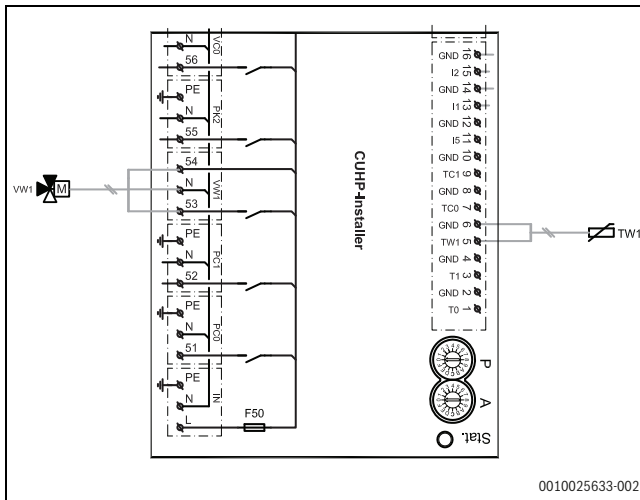 N
56
VC0
PE
N
55
PK2
54
N
53
VW1
PE
N
52
PC1
PE
N
51
PC0
PE
N
L
IN
F50
VW1
M
CUHP-Installer
GND 16
I2 15
GND 14
I1 13
GND 12
I5 11
GND 10
TC1 9
GND 8
TC0 7
GND 6
TW1 5
GND 4
T1 3
GND 2
T0 1
TW1
P
A
Stat.
0010025633-002